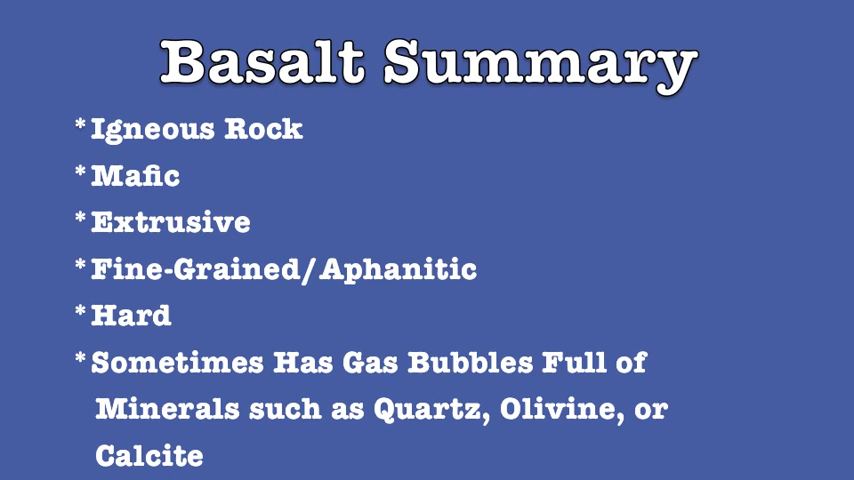 Basalt Summary
*Igneous Rock
*Mafic
*Extrusive
*Fine-Grained/Aphanitic
*Hard
*Sometimes Has Gas Bubbles Full of
Minerals such as Quartz, Olivine, or
Calcite